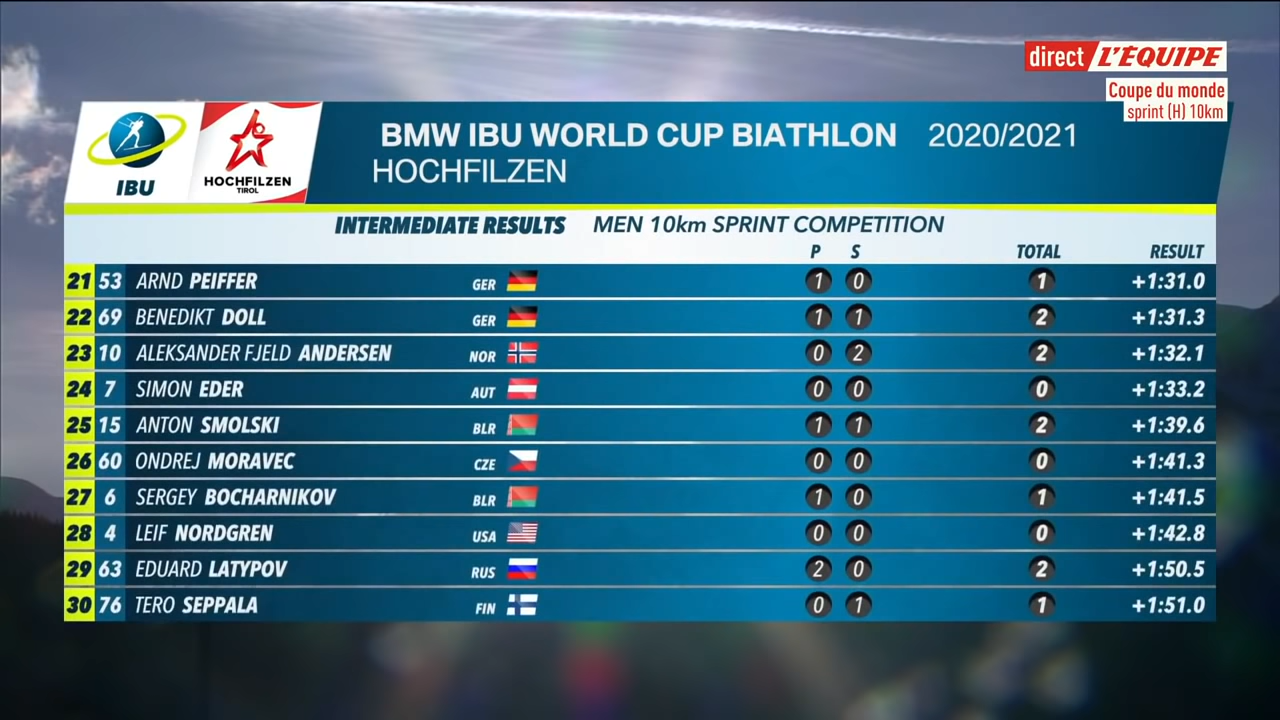 direct L'ÉQUIPE
Coupe du monde
sprint (H) 10km
IBU
HOCHFILZEN
TIROL
BMW IBU WORLD CUP BIATHLON 2020/2021
HOCHFILZEN
INTERMEDIATE RESULTS MEN 10km SPRINT COMPETITION
P S TOTAL RESULT
21 53 ARND PEIFFER GER 1 0 1 +1:31.0
22 69 BENEDIKT DOLL GER 1 1 2 +1:31.3
23 10 ALEKSANDER FJELD ANDERSEN NOR 0 2 2 +1:32.1
24 7 SIMON EDER AUT 0 0 0 +1:33.2
25 15 ANTON SMOLSKI BLR 1 1 2 +1:39.6
26 60 ONDREJ MORAVEC CZE 0 0 0 +1:41.3
27 6 SERGEY BOCHARNIKOV BLR 1 0 1 +1:41.5
28 4 LEIF NORDGREN USA 0 0 0 +1:42.8
29 63 EDUARD LATYPOV RUS 2 0 2 +1:50.5
30 76 TERO SEPPALA FIN 0 1 1 +1:51.0